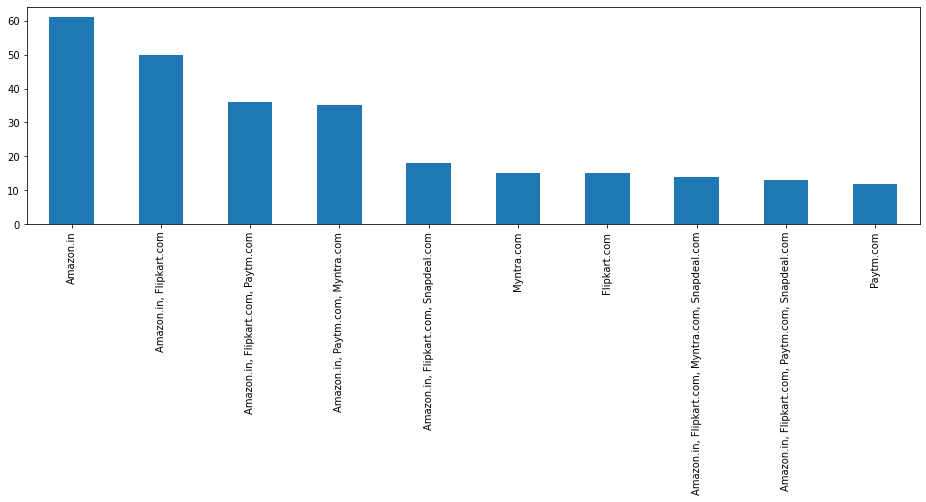 60
50
40
30
20
10
0
Amazon.in
Amazon.in, Flipkart.com
Amazon.in, Flipkart.com, Paytm.com
Amazon.in, Paytm.com, Myntra.com
Amazon.in, Flipkart.com, Snapdeal.com
Myntra.com
Flipkart.com
Amazon.in, Flipkart.com, Myntra.com, Snapdeal.com
Amazon.in, Flipkart.com, Paytm.com, Snapdeal.com
Paytm.com